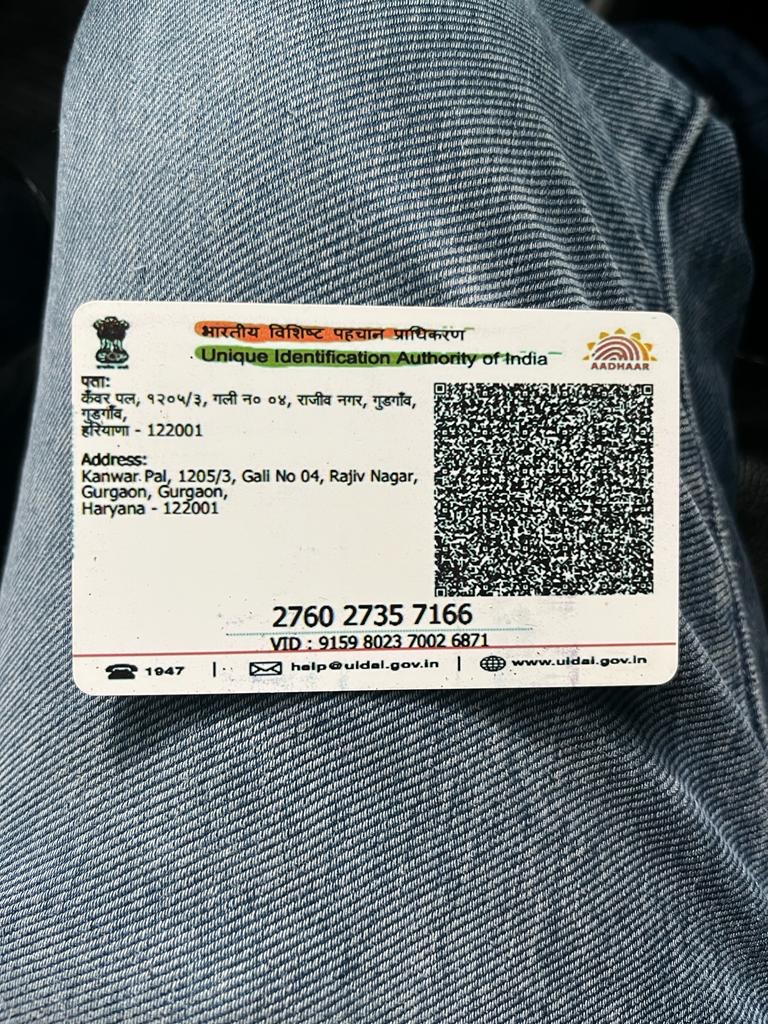 भारतीय विशिष्ट पहचान प्राधिकरण
Unique Identification Authority of India
AADHAAR
पता:
कँवर पल, १२०५/३, गली न० ०४, राजीव नगर, गुडगाँव,
गुडगाँव,
हरियाणा - 122001
Address:
Kanwar Pal, 1205/3, Gali No 04, Rajiv Nagar,
Gurgaon, Gurgaon,
Haryana - 122001
2760 2735 7166
VID : 9159 8023 7002 6871
1947 | help@uidai.gov.in | www.uidai.gov.in